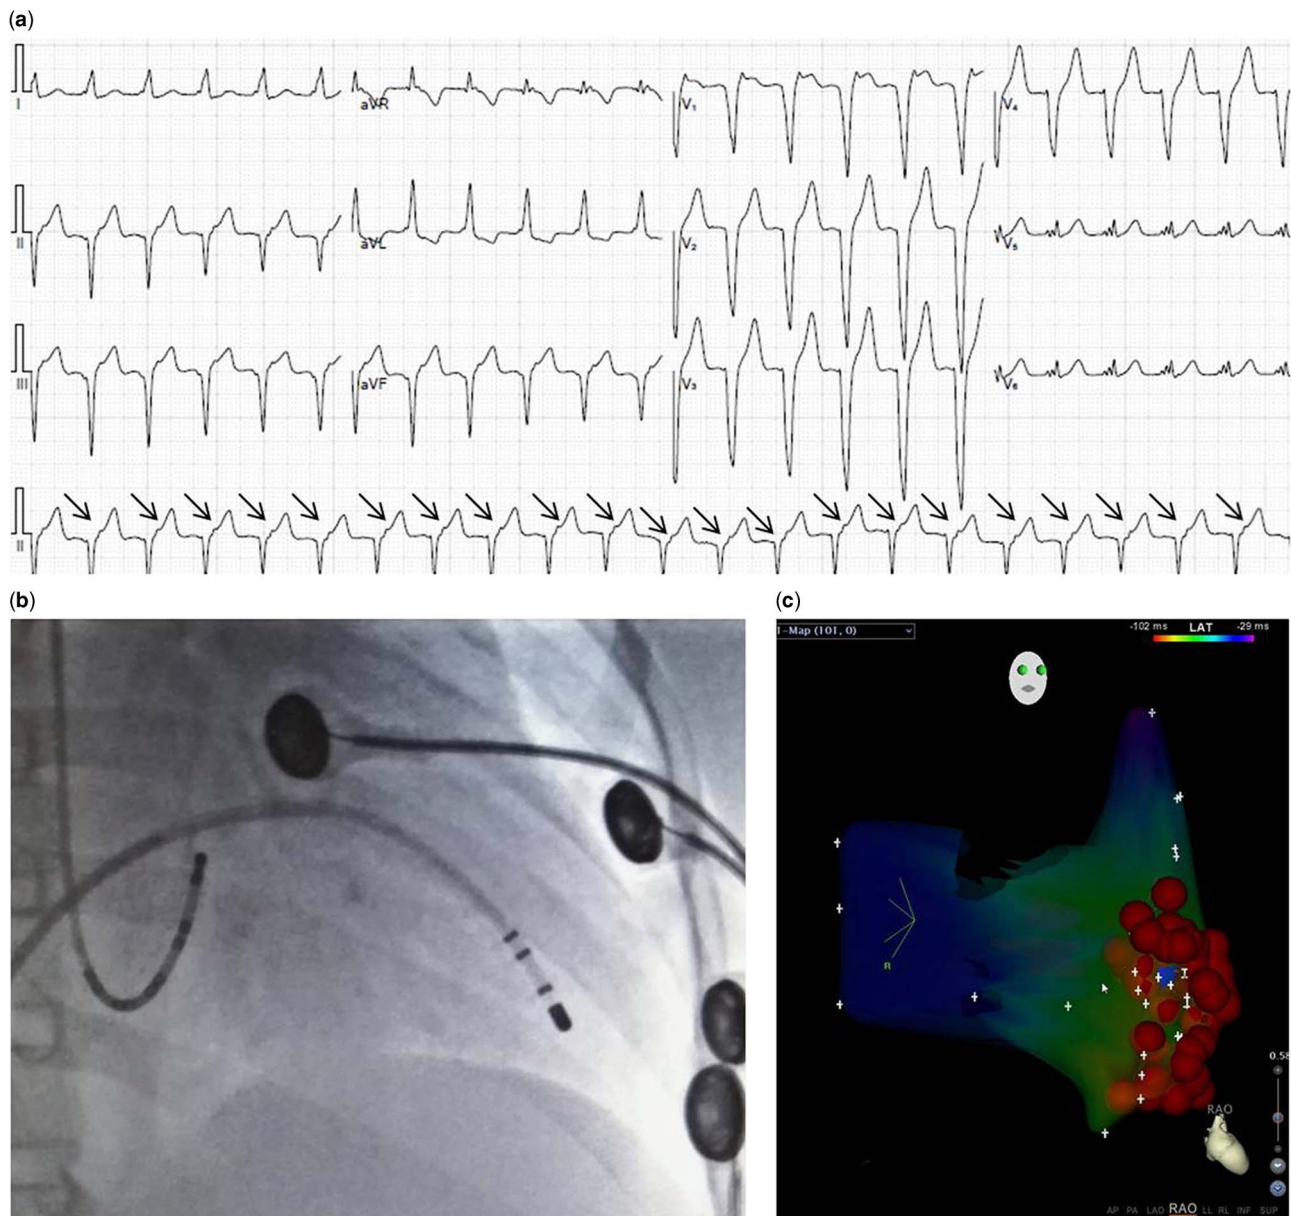 (a)
I
aVR
V1
V4
II
aVL
V2
V5
III
aVF
V3
V6
II
(b)
(c)
1-Map (101, 0)
-102 ms LAT -29 ms
R
0.58
RAO
AP PA LAO RAO LL RL INF SUP